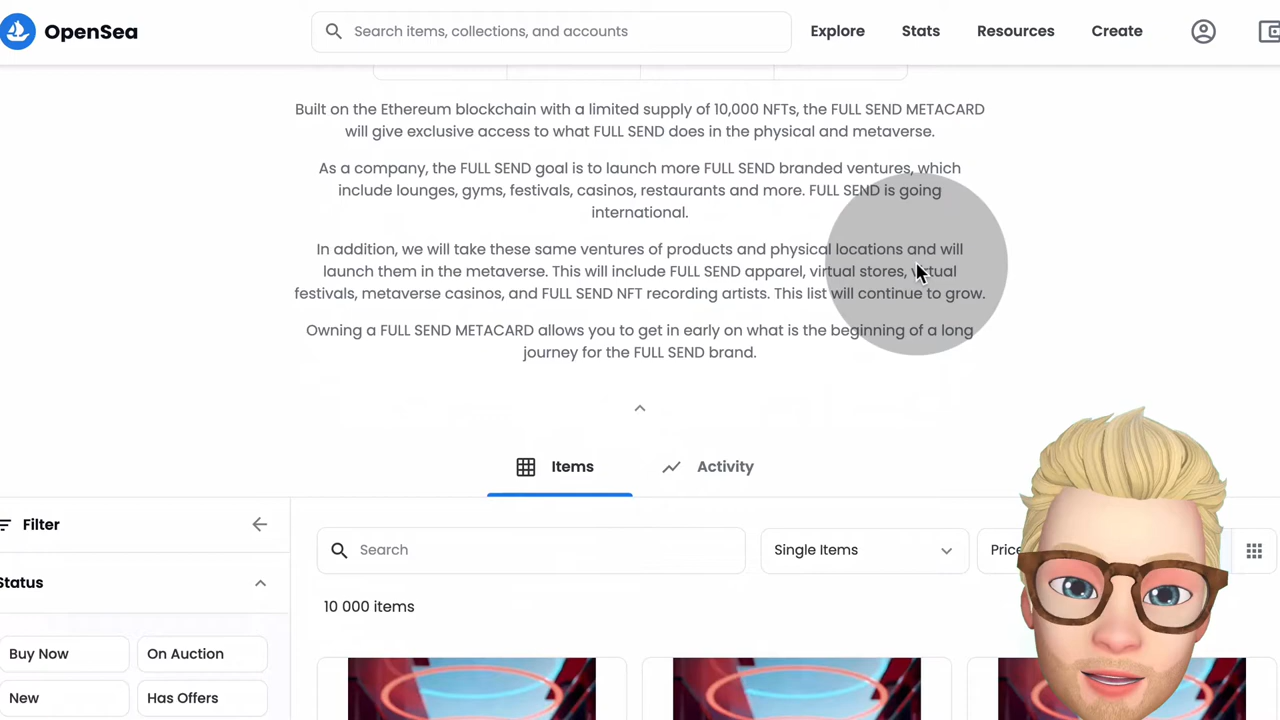 OpenSea
Search items, collections, and accounts
Explore
Stats
Resources
Create
Built on the Ethereum blockchain with a limited supply of 10,000 NFTs, the FULL SEND METACARD
will give exclusive access to what FULL SEND does in the physical and metaverse.
As a company, the FULL SEND goal is to launch more FULL SEND branded ventures, which
include lounges, gyms, festivals, casinos, restaurants and more. FULL SEND is going
international.
In addition, we will take these same ventures of products and physical locations and will
launch them in the metaverse. This will include FULL SEND apparel, virtual stores, virtual
festivals, metaverse casinos, and FULL SEND NFT recording artists. This list will continue to grow.
Owning a FULL SEND METACARD allows you to get in early on what is the beginning of a long
journey for the FULL SEND brand.
Items
Activity
Filter
Search
Single Items
Status
10 000 items
Buy Now
On Auction
New
Has Offers